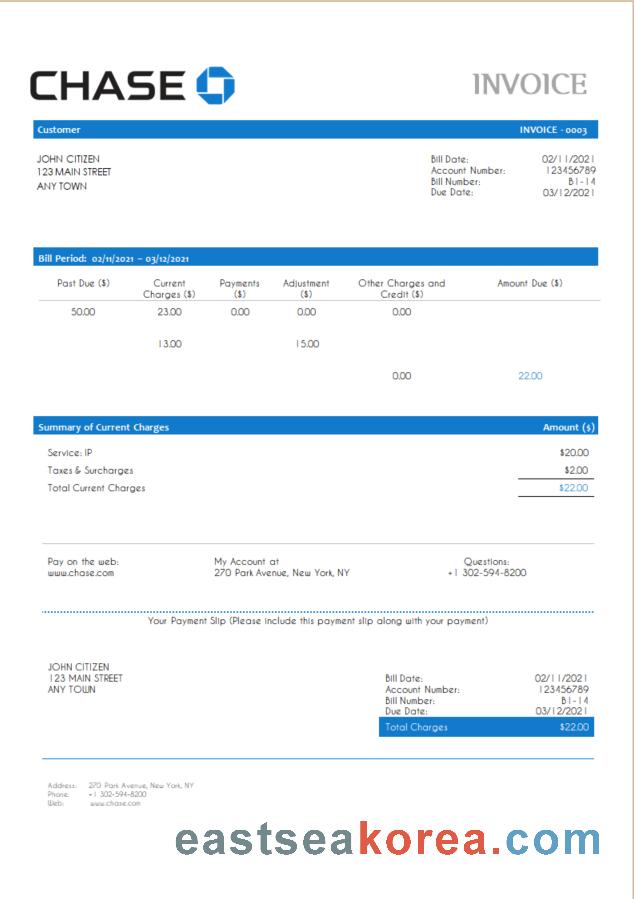 CHASE
INVOICE
Customer INVOICE - 0003
JOHN CITIZEN
123 MAIN STREET
ANY TOWN
Bill Date: 02/11/2021
Account Number: 123456789
Bill Number: B1-14
Due Date: 03/12/2021
Bill Period: 02/11/2021 – 03/12/2021
Past Due ($) Current Charges ($) Payments ($) Adjustment ($) Other Charges and Credit ($) Amount Due ($)
50.00 23.00 0.00 0.00 0.00
13.00 15.00
0.00 22.00
Summary of Current Charges Amount ($)
Service: IP $20.00
Taxes & Surcharges $2.00
Total Current Charges $22.00
Pay on the web: My Account at Questions:
www.chase.com 270 Park Avenue, New York, NY +1 302-594-8200
Your Payment Slip (Please include this payment slip along with your payment)
JOHN CITIZEN
123 MAIN STREET
ANY TOWN
Bill Date: 02/11/2021
Account Number: 123456789
Bill Number: B1-14
Due Date: 03/12/2021
Total Charges $22.00
Address: 270 Park Avenue, New York, NY
Phone: +1 302-594-8200
Web: www.chase.com
eastseakorea.com